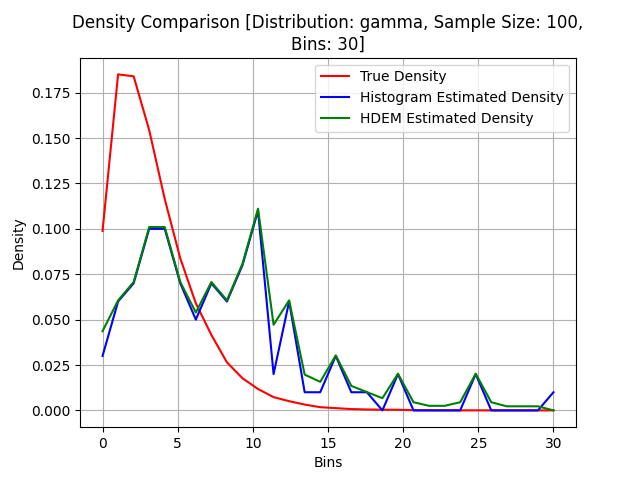 Density Comparison [Distribution: gamma, Sample Size: 100,
Bins: 30]
True Density
Histogram Estimated Density
HDEM Estimated Density
Density
0.175
0.150
0.125
0.100
0.075
0.050
0.025
0.000
0 5 10 15 20 25 30
Bins